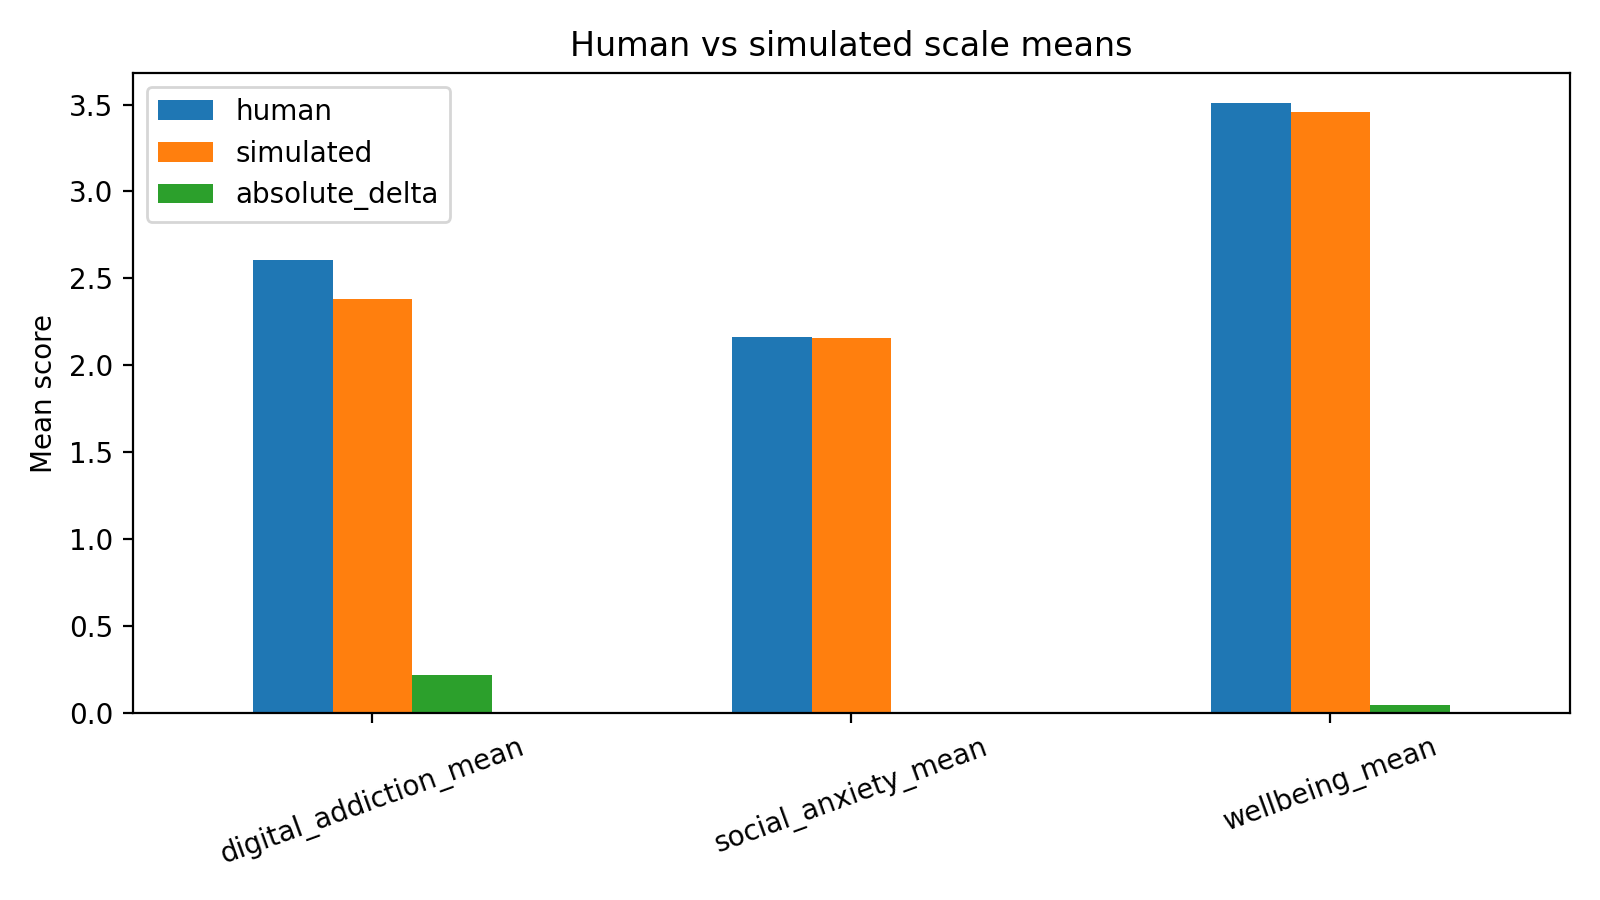 Human vs simulated scale means
human
simulated
absolute_delta
Mean score
3.5
3.0
2.5
2.0
1.5
1.0
0.5
0.0
digital_addiction_mean
social_anxiety_mean
wellbeing_mean